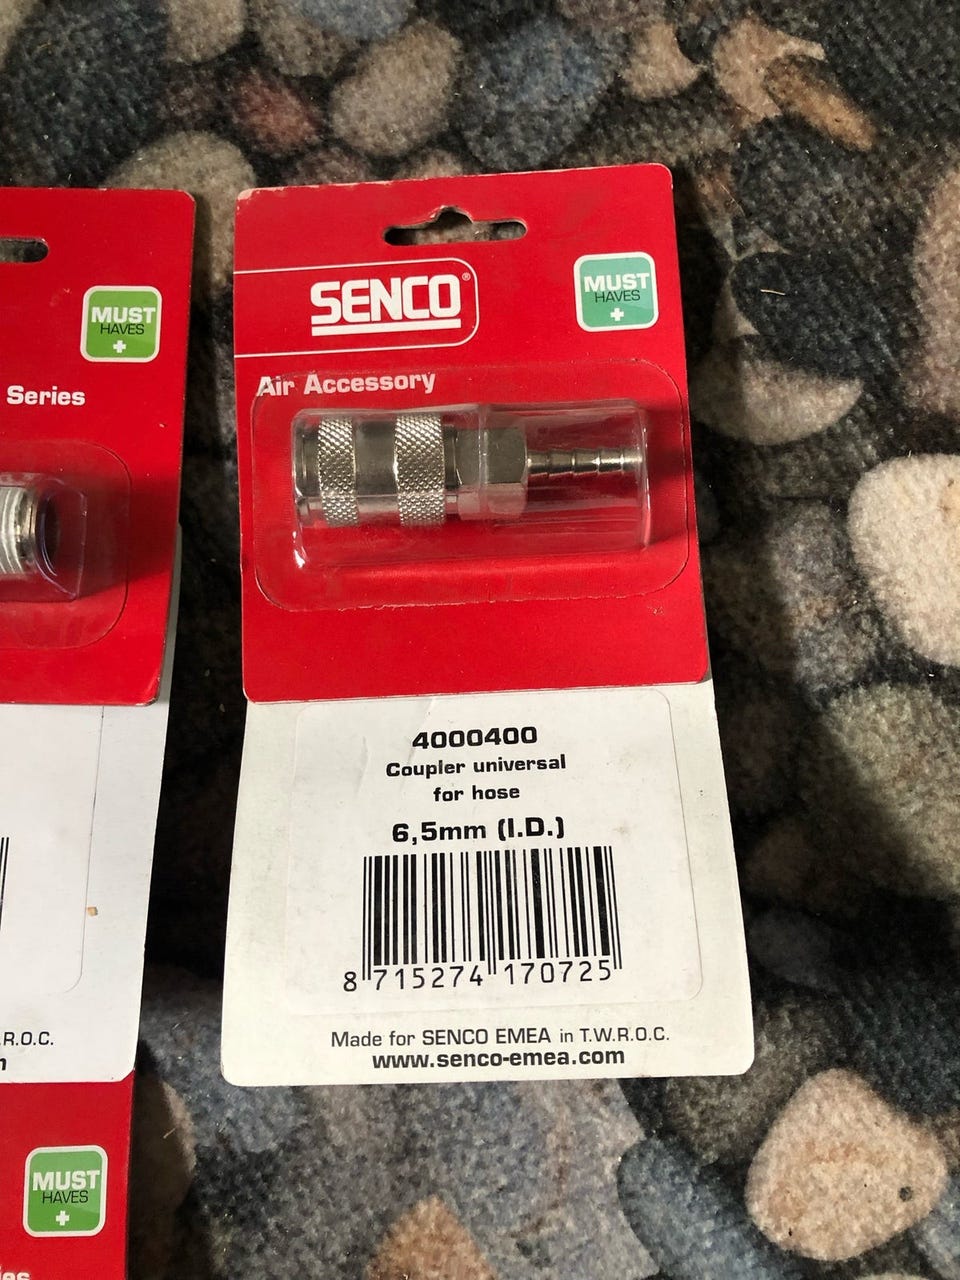 SENCO®
MUST
HAVES
+
Air Accessory
4000400
Coupler universal
for hose
6,5mm (I.D.)
8 715274 170725
Made for SENCO EMEA in T.W.R.O.C.
www.senco-emea.com
MUST
HAVES
+
Series
.R.O.C.
MUST
HAVES
+